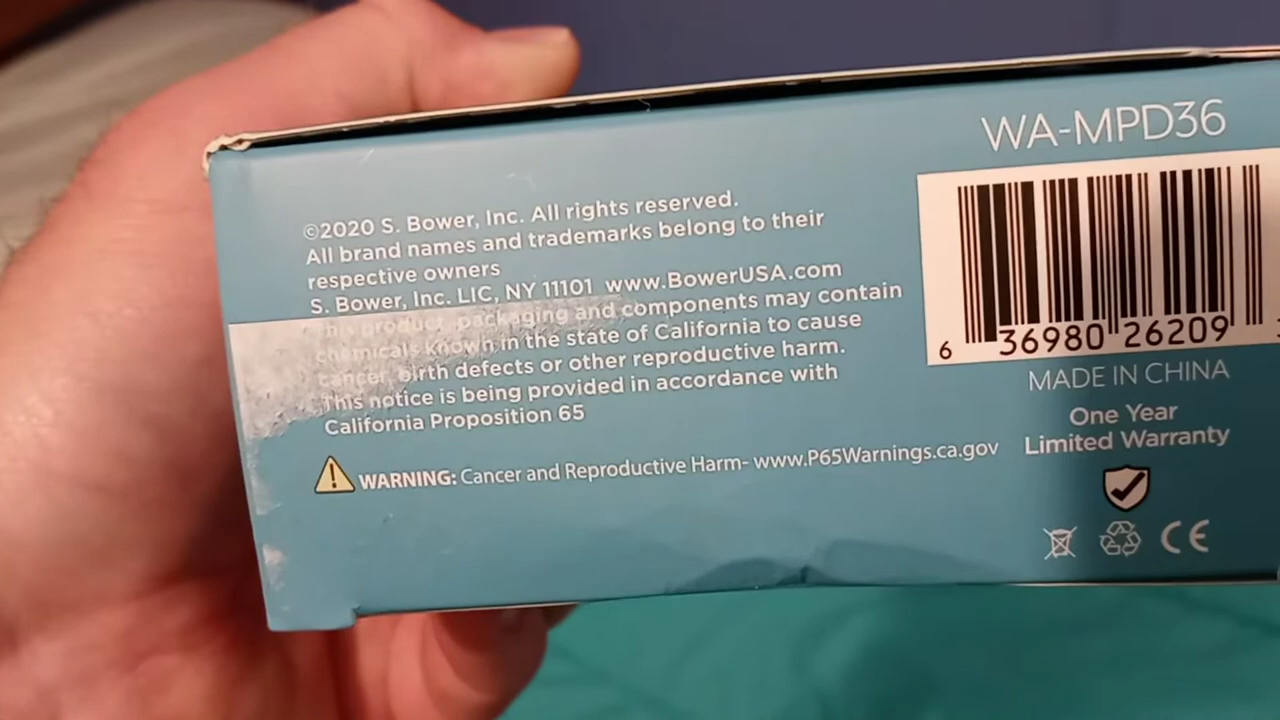 WA-MPD36
©2020 S. Bower, Inc. All rights reserved.
All brand names and trademarks belong to their
respective owners
S. Bower, Inc. LIC, NY 11101 www.BowerUSA.com
This product, packaging and components may contain
chemicals known in the state of California to cause
cancer, birth defects or other reproductive harm.
This notice is being provided in accordance with
California Proposition 65
WARNING: Cancer and Reproductive Harm- www.P65Warnings.ca.gov
6 36980 26209
MADE IN CHINA
One Year
Limited Warranty
CE